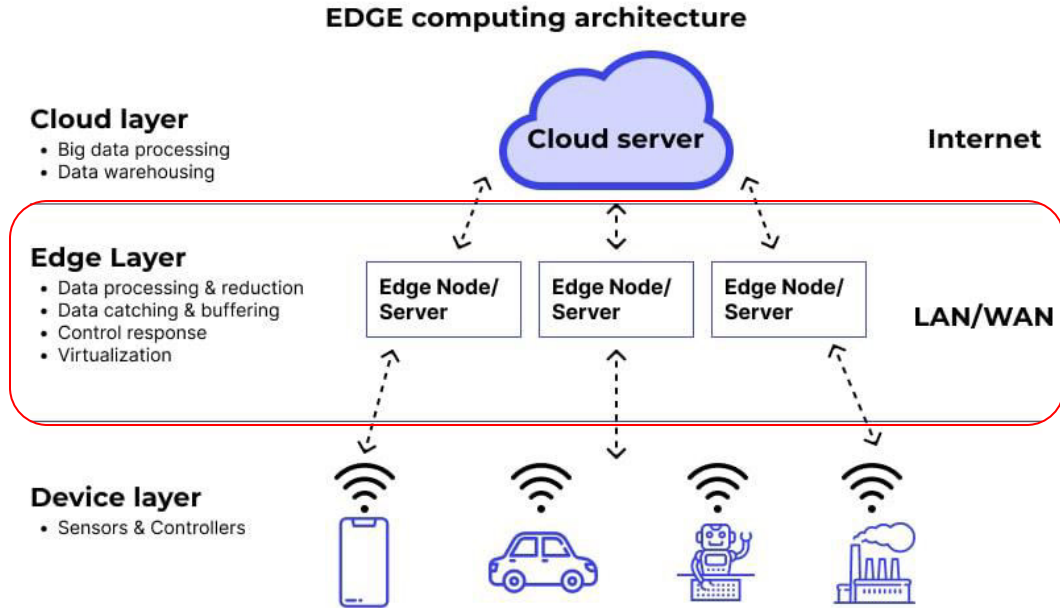 EDGE computing architecture
Cloud layer
• Big data processing
• Data warehousing
Cloud server
Internet
Edge Layer
• Data processing & reduction
• Data catching & buffering
• Control response
• Virtualization
Edge Node/
Server
Edge Node/
Server
Edge Node/
Server
LAN/WAN
Device layer
• Sensors & Controllers